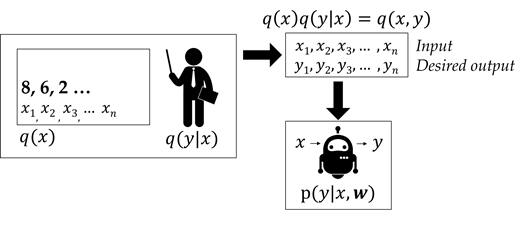 q(x)q(y|x) = q(x, y)
x₁, x₂, x₃, ... , xₙ Input
y₁, y₂, y₃, ... , yₙ Desired output
8, 6, 2 ...
x₁, x₂, x₃, ... xₙ
q(x)
q(y|x)
x → → y
p(y|x, w)